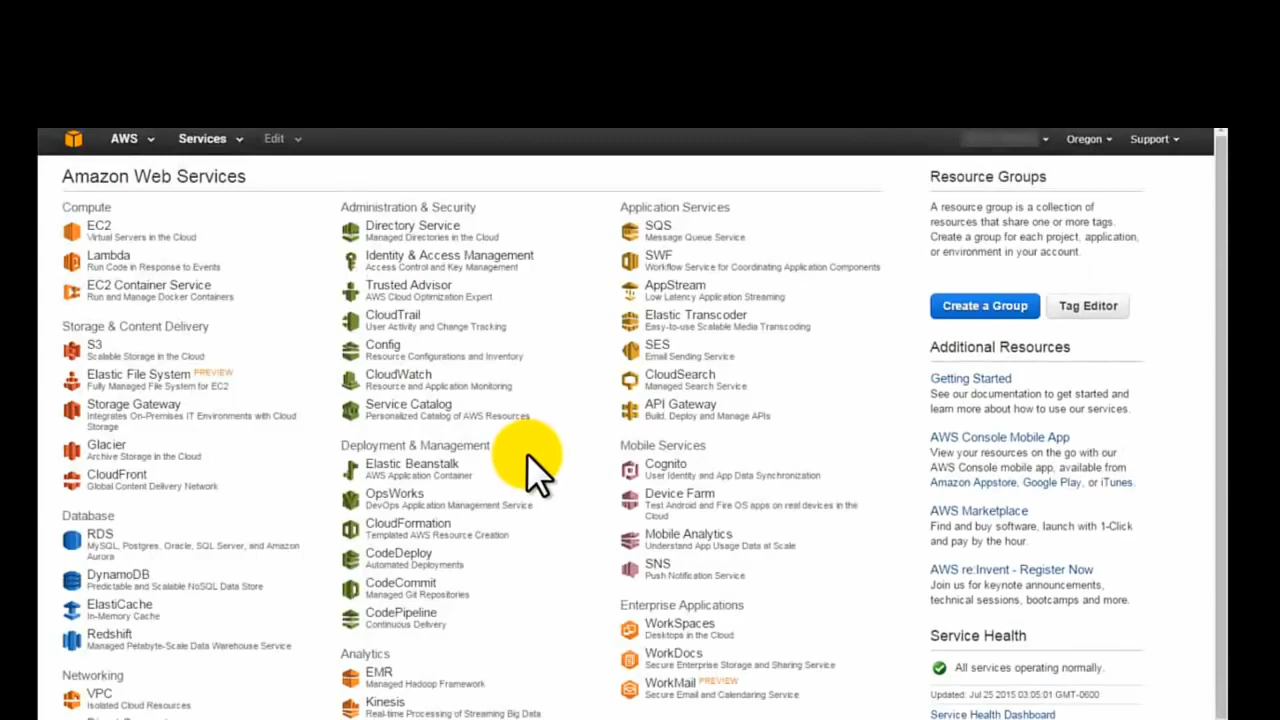 AWS Services Edit Oregon Support
Amazon Web Services
Compute
EC2
Virtual Servers in the Cloud
Lambda
Run Code in Response to Events
EC2 Container Service
Run and Manage Docker Containers
Storage & Content Delivery
S3
Scalable Storage in the Cloud
Elastic File System PREVIEW
Fully Managed File System for EC2
Storage Gateway
Integrates On-Premises IT Environments with Cloud
Storage
Glacier
Archive Storage in the Cloud
CloudFront
Global Content Delivery Network
Database
RDS
MySQL, Postgres, Oracle, SQL Server, and Amazon
Aurora
DynamoDB
Predictable and Scalable NoSQL Data Store
ElastiCache
In-Memory Cache
Redshift
Managed Petabyte-Scale Data Warehouse Service
Networking
VPC
Isolated Cloud Resources
Administration & Security
Directory Service
Managed Directories in the Cloud
Identity & Access Management
Access Control and Key Management
Trusted Advisor
AWS Cloud Optimization Expert
CloudTrail
User Activity and Change Tracking
Config
Resource Configurations and Inventory
CloudWatch
Resource and Application Monitoring
Service Catalog
Personalized Catalog of AWS Resources
Deployment & Management
Elastic Beanstalk
AWS Application Container
OpsWorks
DevOps Application Management Service
CloudFormation
Templated AWS Resource Creation
CodeDeploy
Automated Deployments
CodeCommit
Managed Git Repositories
CodePipeline
Continuous Delivery
Analytics
EMR
Managed Hadoop Framework
Kinesis
Real-time Processing of Streaming Big Data
Application Services
SQS
Message Queue Service
SWF
Workflow Service for Coordinating Application Components
AppStream
Low Latency Application Streaming
Elastic Transcoder
Easy-to-use Scalable Media Transcoding
SES
Email Sending Service
CloudSearch
Managed Search Service
API Gateway
Build, Deploy and Manage APIs
Mobile Services
Cognito
User Identity and App Data Synchronization
Device Farm
Test Android and Fire OS apps on real devices in the
Cloud
Mobile Analytics
Understand App Usage Data at Scale
SNS
Push Notification Service
Enterprise Applications
WorkSpaces
Desktops in the Cloud
WorkDocs
Secure Enterprise Storage and Sharing Service
WorkMail PREVIEW
Secure Email and Calendaring Service
Resource Groups
A resource group is a collection of
resources that share one or more tags.
Create a group for each project, application,
or environment in your account.
Create a Group Tag Editor
Additional Resources
Getting Started
See our documentation to get started and
learn more about how to use our services.
AWS Console Mobile App
View your resources on the go with our
AWS Console mobile app, available from
Amazon Appstore, Google Play, or iTunes.
AWS Marketplace
Find and buy software, launch with 1-Click
and pay by the hour.
AWS re:Invent - Register Now
Join us for keynote announcements,
technical sessions, bootcamps and more.
Service Health
All services operating normally.
Updated: Jul 25 2015 03:05:01 GMT-0600
Service Health Dashboard